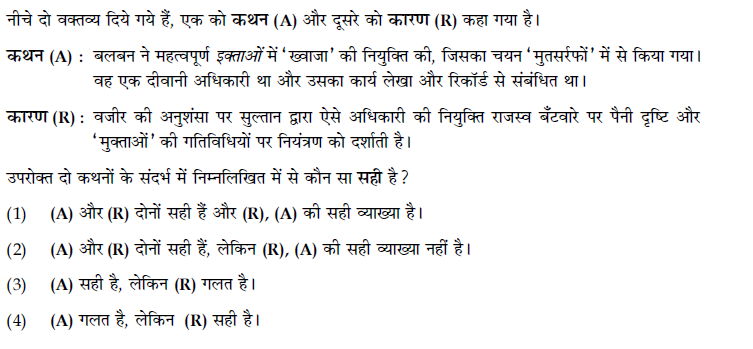 नीचे दो वक्तव्य दिये गये हैं, एक को कथन (A) और दूसरे को कारण (R) कहा गया है।
कथन (A) : बलबन ने महत्वपूर्ण इक्ताओं में 'ख्वाजा' की नियुक्ति की, जिसका चयन 'मुतसर्रफों' में से किया गया।
वह एक दीवानी अधिकारी था और उसका कार्य लेखा और रिकॉर्ड से संबंधित था।
कारण (R) : वजीर की अनुशंसा पर सुल्तान द्वारा ऐसे अधिकारी की नियुक्ति राजस्व बँटवारे पर पैनी दृष्टि और
'मुक्ताओं' की गतिविधियों पर नियंत्रण को दर्शाती है।
उपरोक्त दो कथनों के संदर्भ में निम्नलिखित में से कौन सा सही है ?
(1) (A) और (R) दोनों सही हैं और (R), (A) की सही व्याख्या है।
(2) (A) और (R) दोनों सही हैं, लेकिन (R), (A) की सही व्याख्या नहीं है।
(3) (A) सही है, लेकिन (R) गलत है।
(4) (A) गलत है, लेकिन (R) सही है।